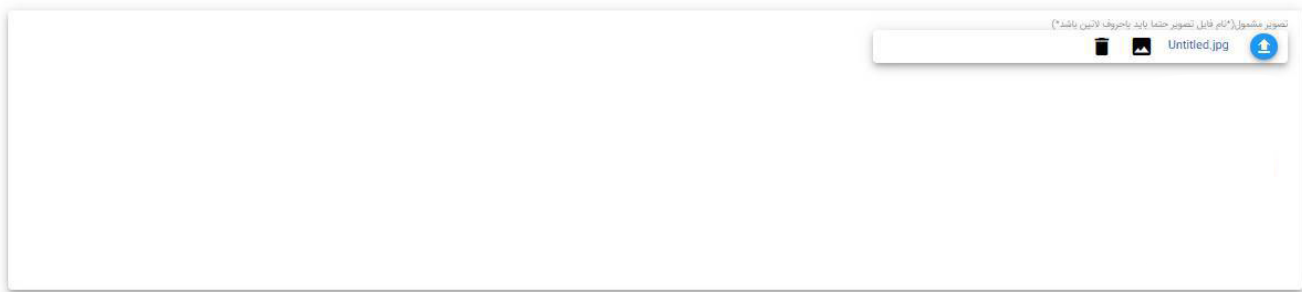 تصویر مشمول(*نام فایل تصویر حتما باید باحروف لاتین باشد*)
Untitled.jpg